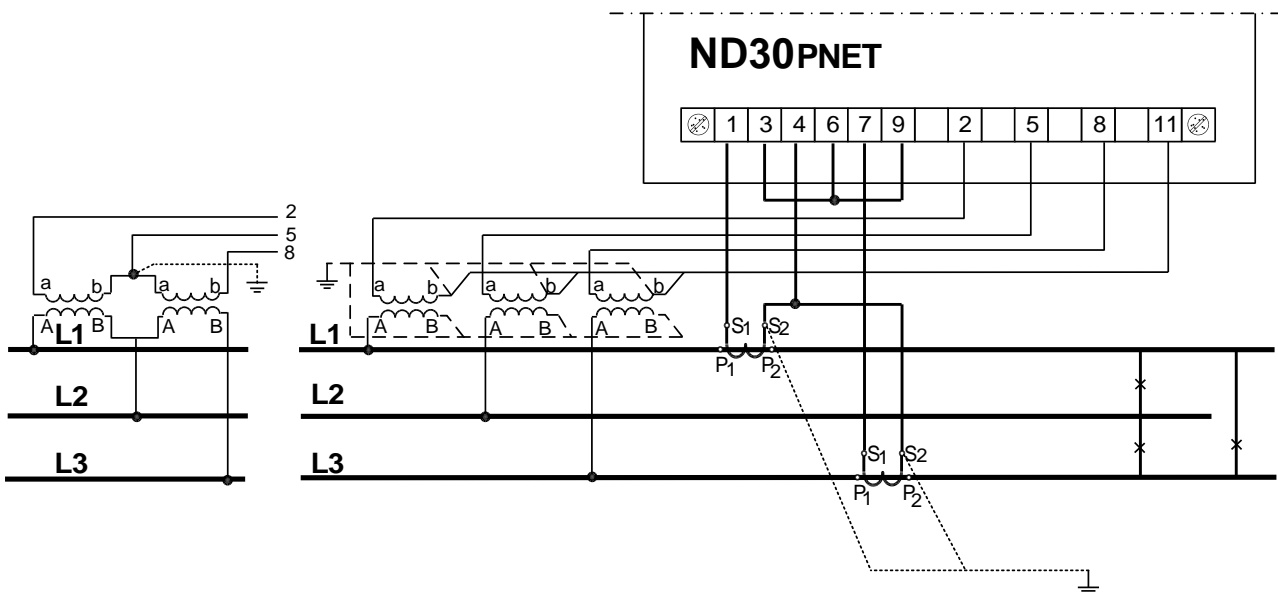 ND30PNET
1 3 4 6 7 9 2 5 8 11
2
5
8
a b a b
A B A B
L1
L2
L3
a b a b a b
A B A B A B
S1 S2
L1
P1 P2
L2
S1 S2
L3
P1 P2